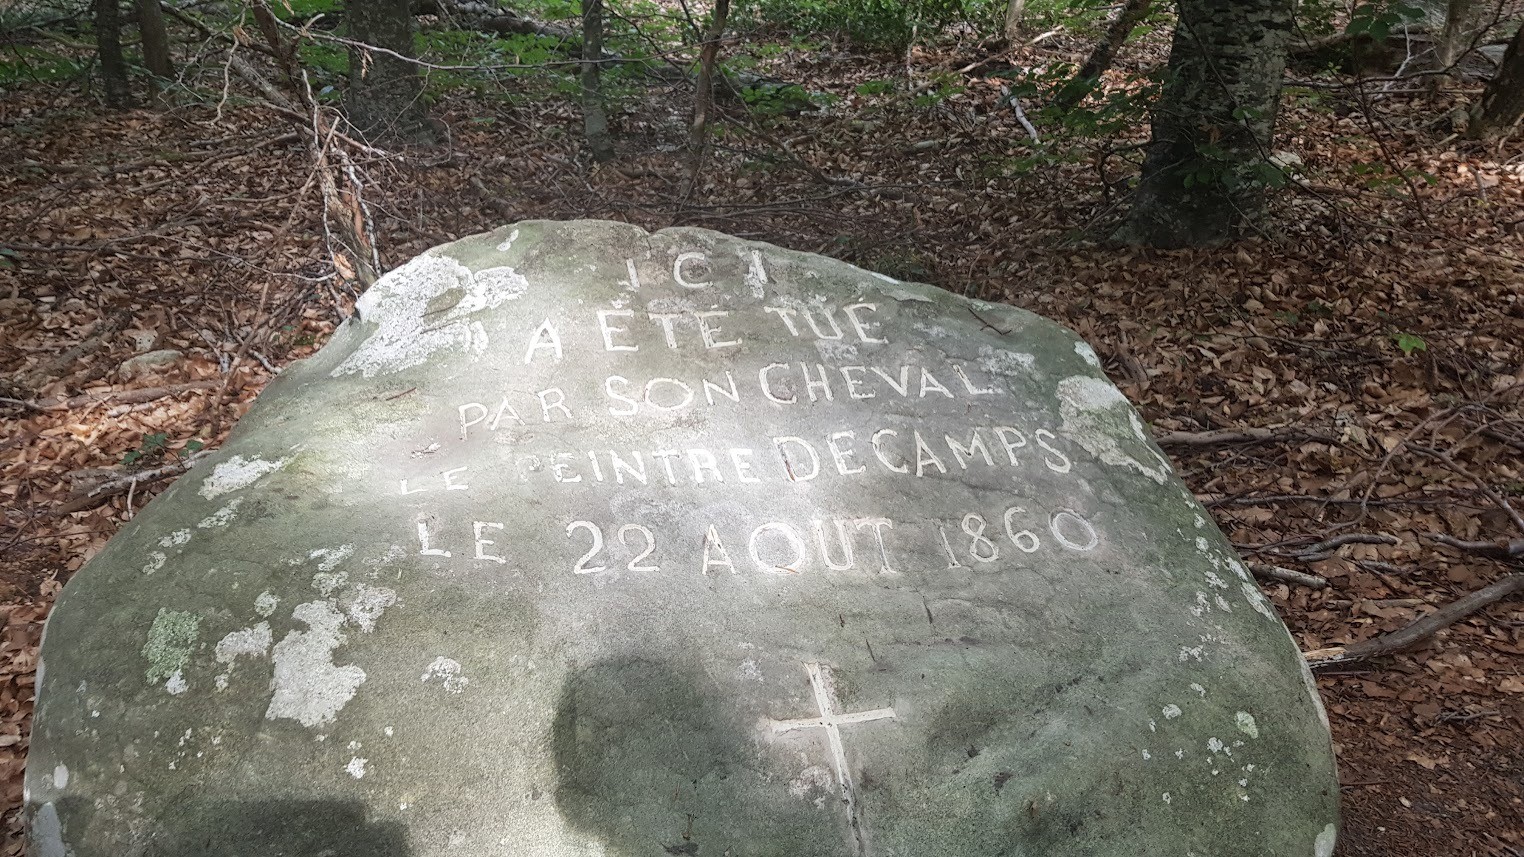 ICI
A ÉTÉ TUÉ
PAR SON CHEVAL
LE PEINTRE DECAMPS
LE 22 AOUT 1860